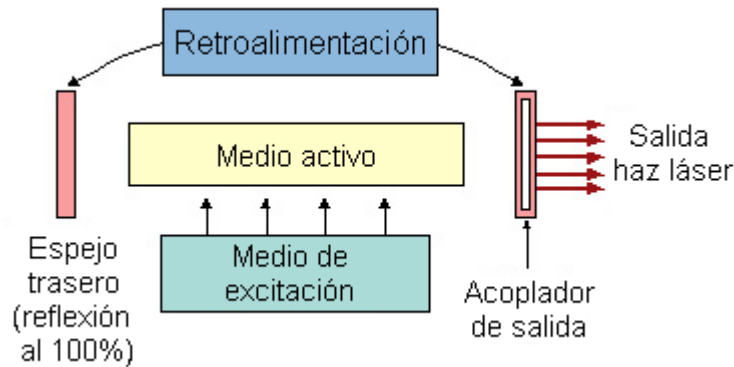 Retroalimentación
Medio activo
Salida
haz láser
Espejo
trasero
(reflexión
al 100%)
Medio de
excitación
Acoplador
de salida